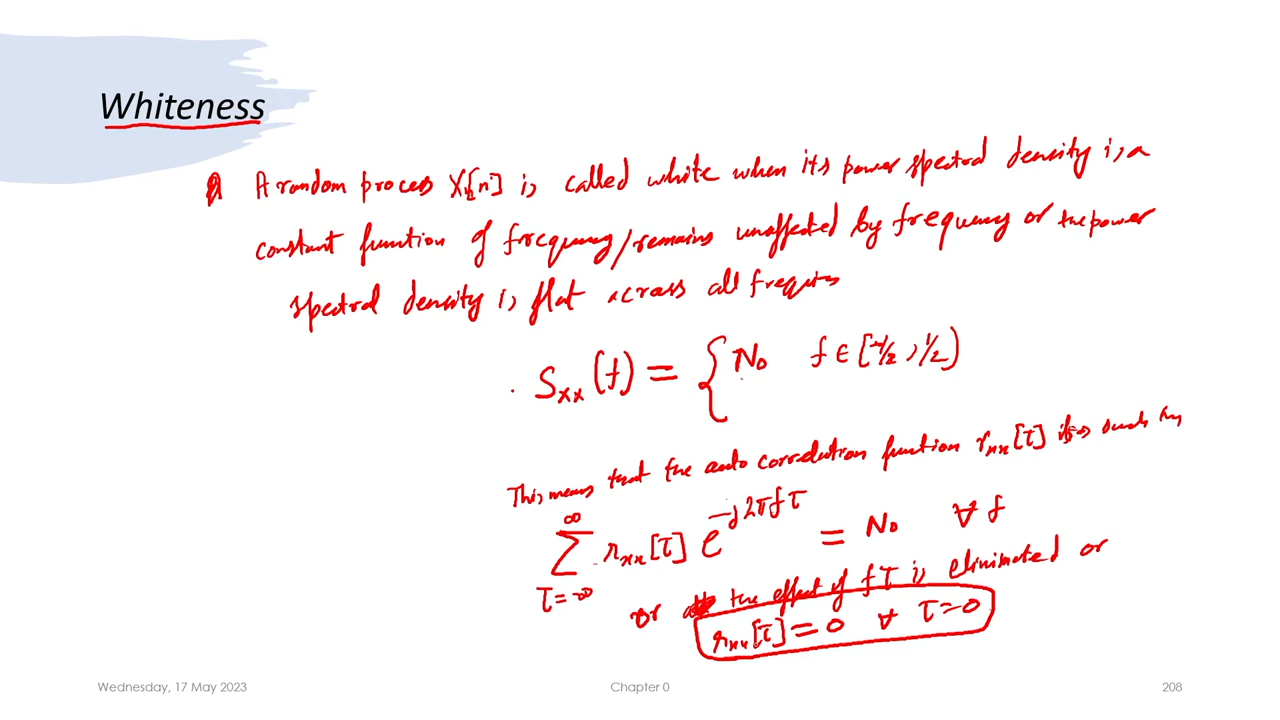 Whiteness
A random process X[n] is called white when its power spectral density is a
constant function of frequency/remains unaffected by frequency or the power
spectral density is flat across all
Sxx(f) = { N0 f ∈ [-1/2, 1/2)
This means that the auto correlation function rxx[τ] is such
∞
∑ rxx[τ] e^-j2πfτ = N0 ∀ f
τ=-∞
or the effect of fτ is eliminated or
rxx[τ] = 0 ∀ τ=0
Wednesday, 17 May 2023 Chapter 0 208